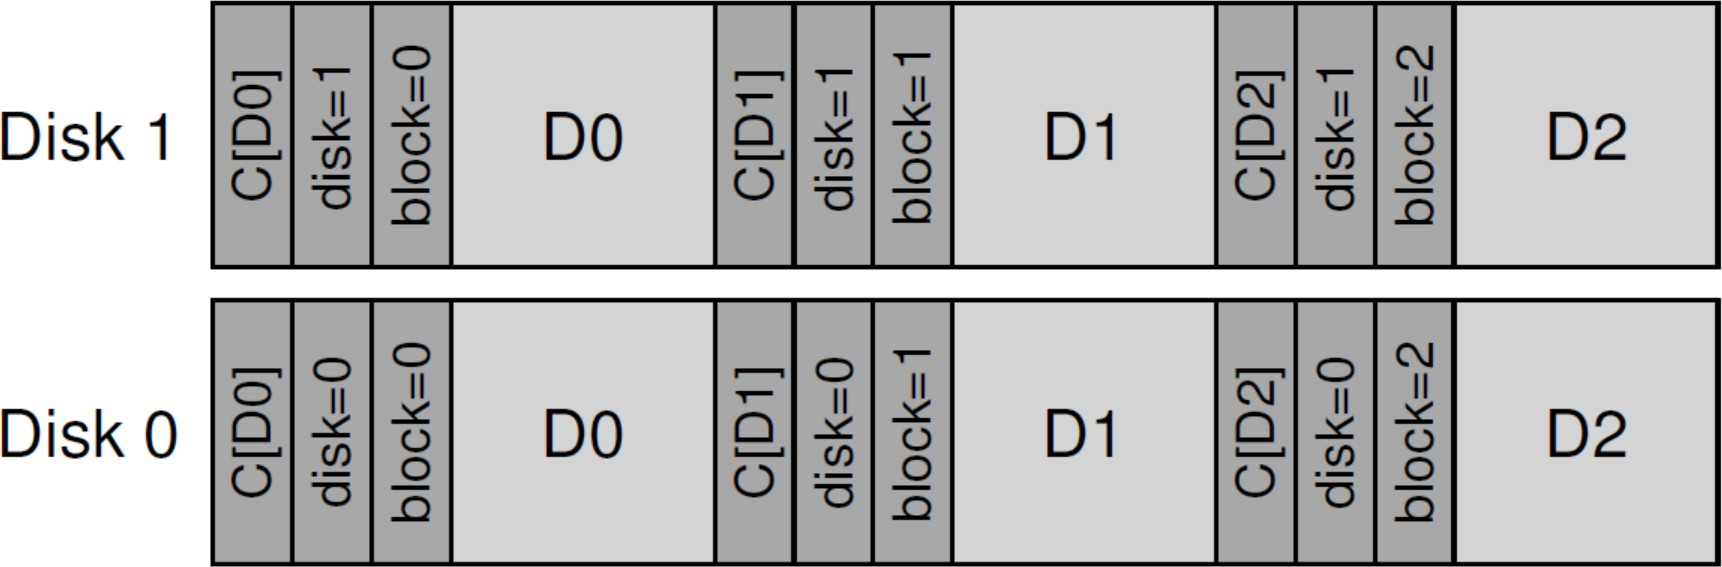 Disk 1 C[D0] disk=1 block=0 D0 C[D1] disk=1 block=1 D1 C[D2] disk=1 block=2 D2
Disk 0 C[D0] disk=0 block=0 D0 C[D1] disk=0 block=1 D1 C[D2] disk=0 block=2 D2